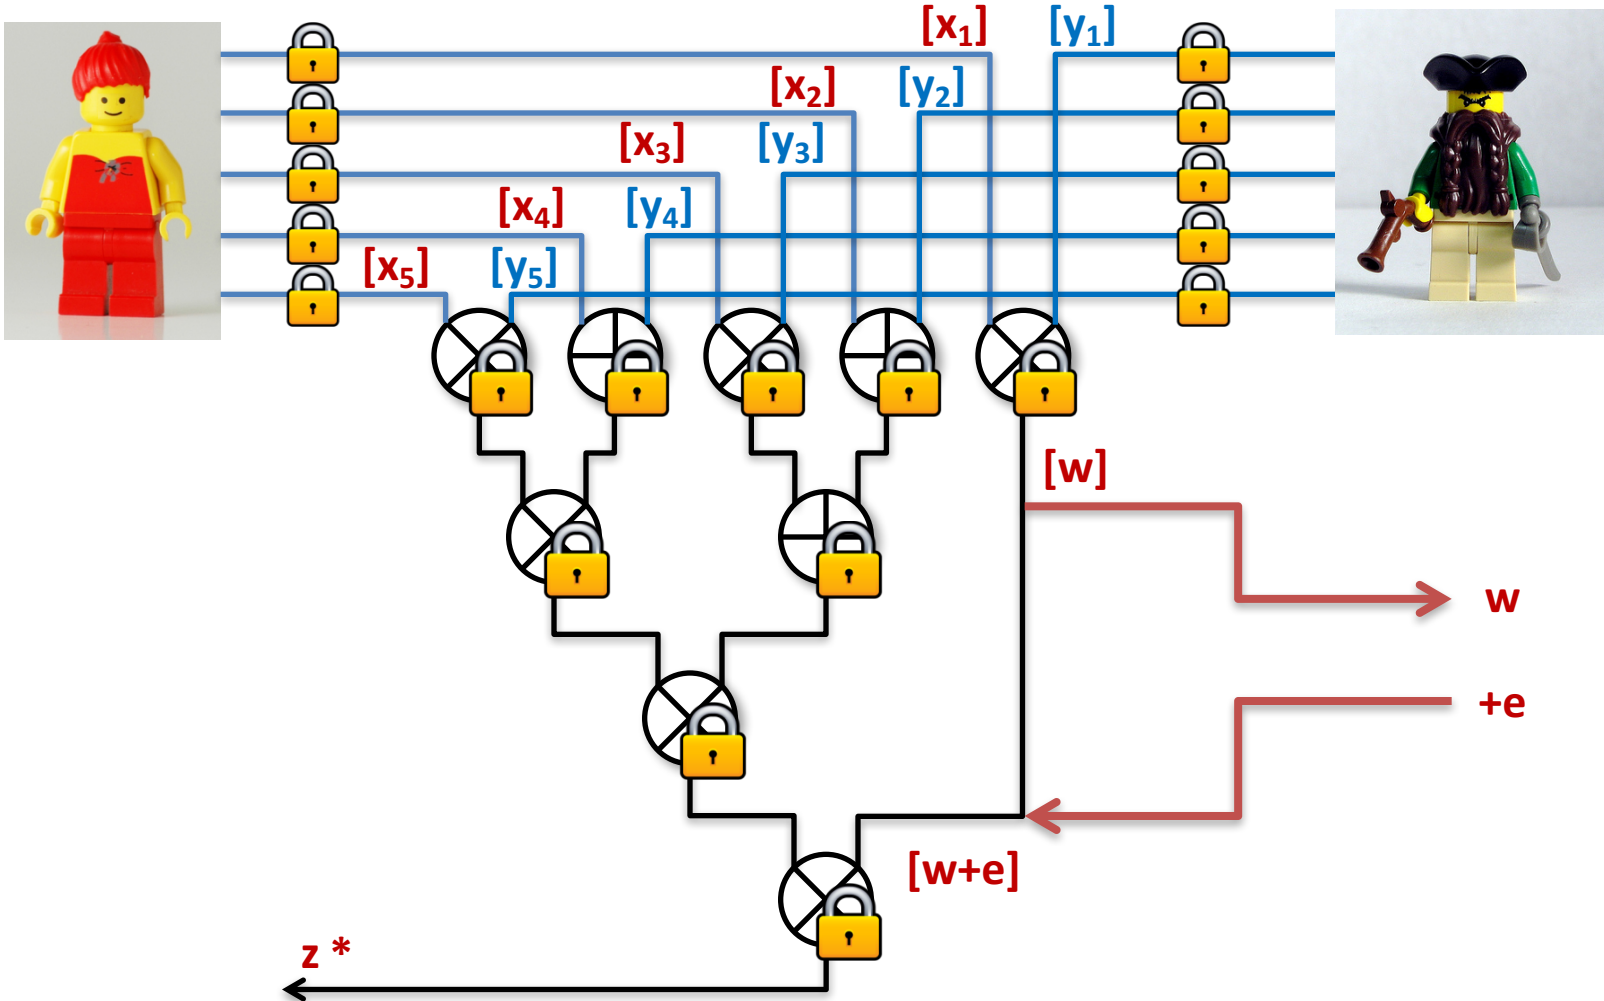 [x₁] [y₁]
[x₂] [y₂]
[x₃] [y₃]
[x₄] [y₄]
[x₅] [y₅]
[w]
w
+e
[w+e]
z *